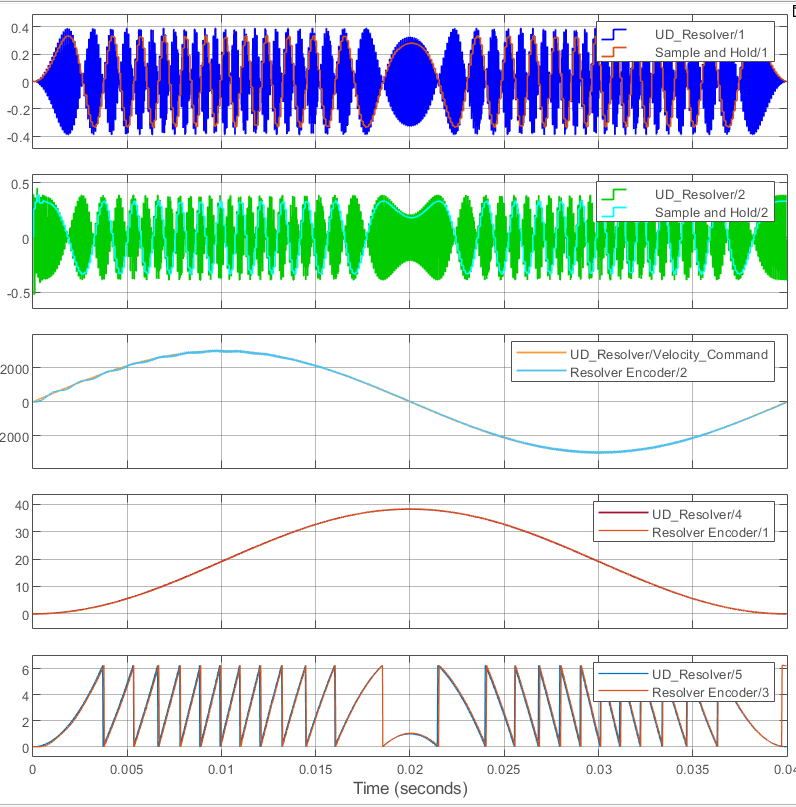 0.4
0.2
0
-0.2
-0.4
UD_Resolver/1
Sample and Hold/1
0.5
0
-0.5
UD_Resolver/2
Sample and Hold/2
2000
0
2000
UD_Resolver/Velocity_Command
Resolver Encoder/2
40
30
20
10
0
UD_Resolver/4
Resolver Encoder/1
6
4
2
0
UD_Resolver/5
Resolver Encoder/3
0 0.005 0.01 0.015 0.02 0.025 0.03 0.035 0.04
Time (seconds)